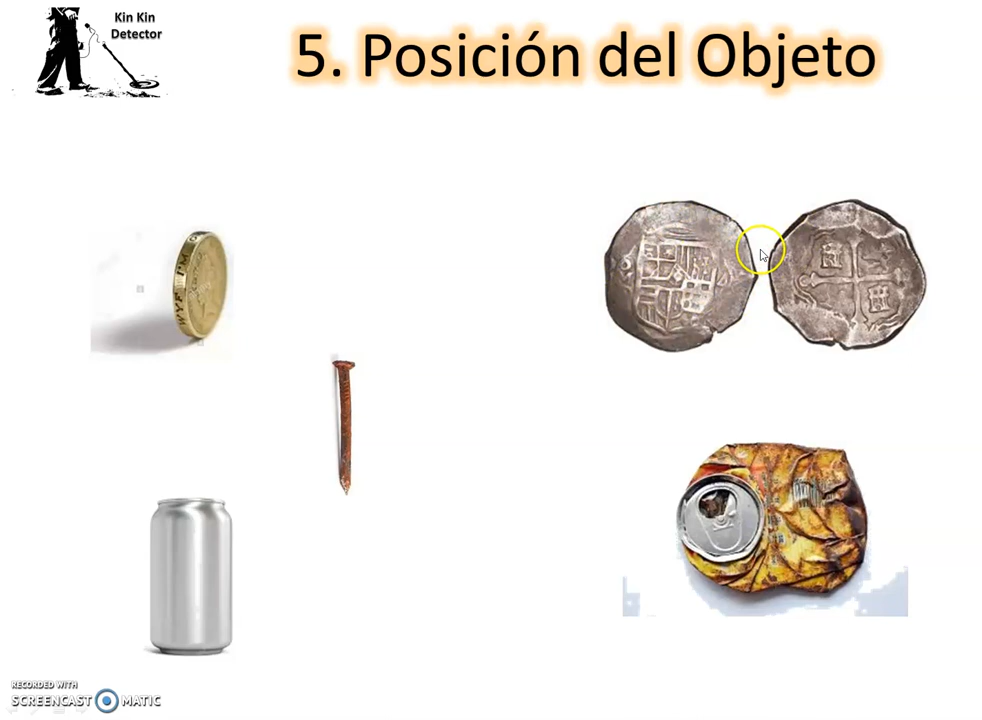 Kin Kin
Detector
5. Posición del Objeto
RECORDED WITH
SCREENCAST MATIC